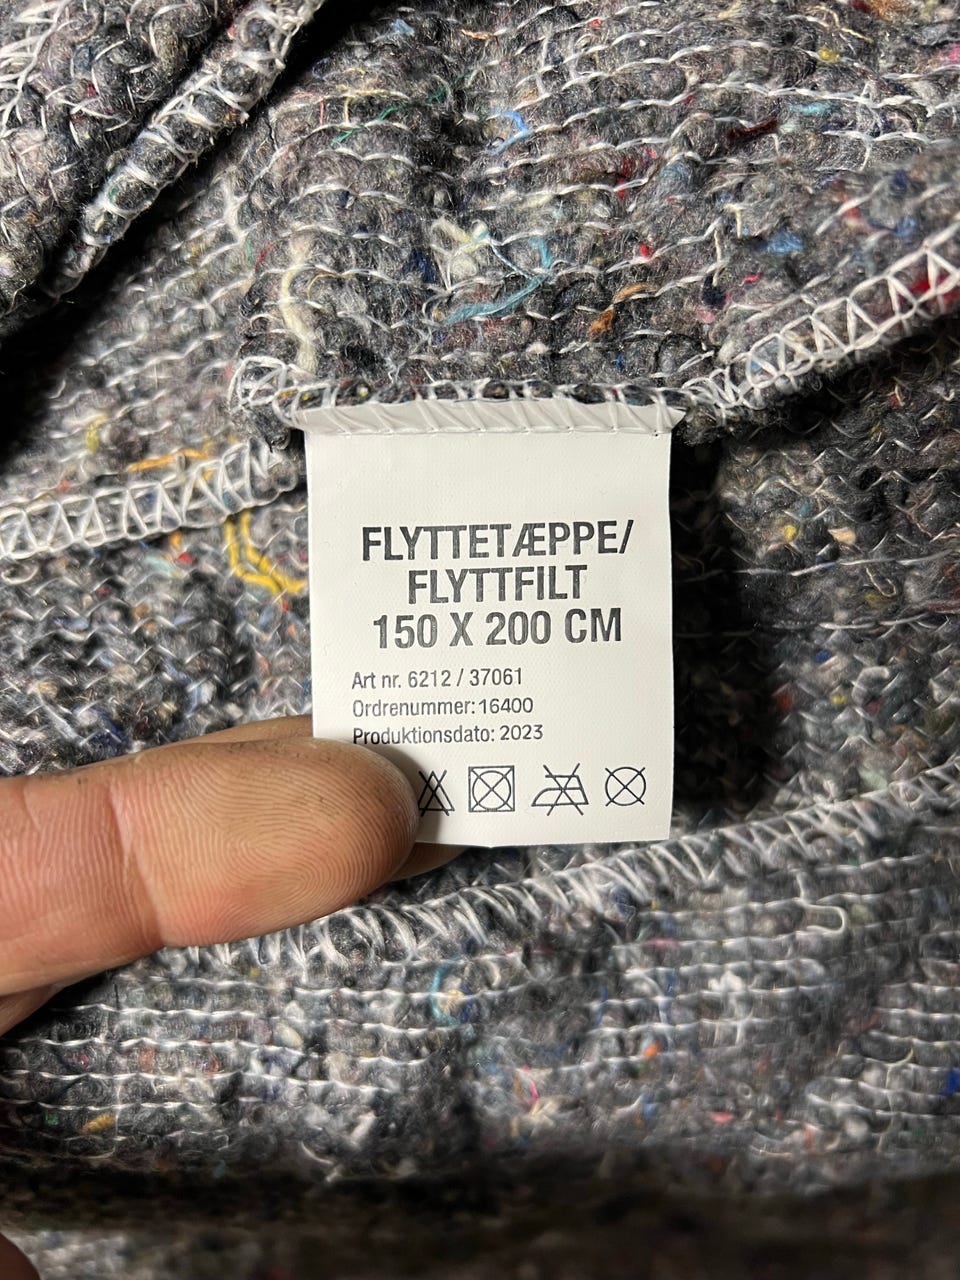 FLYTTETÆPPE/
FLYTTFILT
150 X 200 CM
Art nr. 6212 / 37061
Ordrenummer: 16400
Produktionsdato: 2023